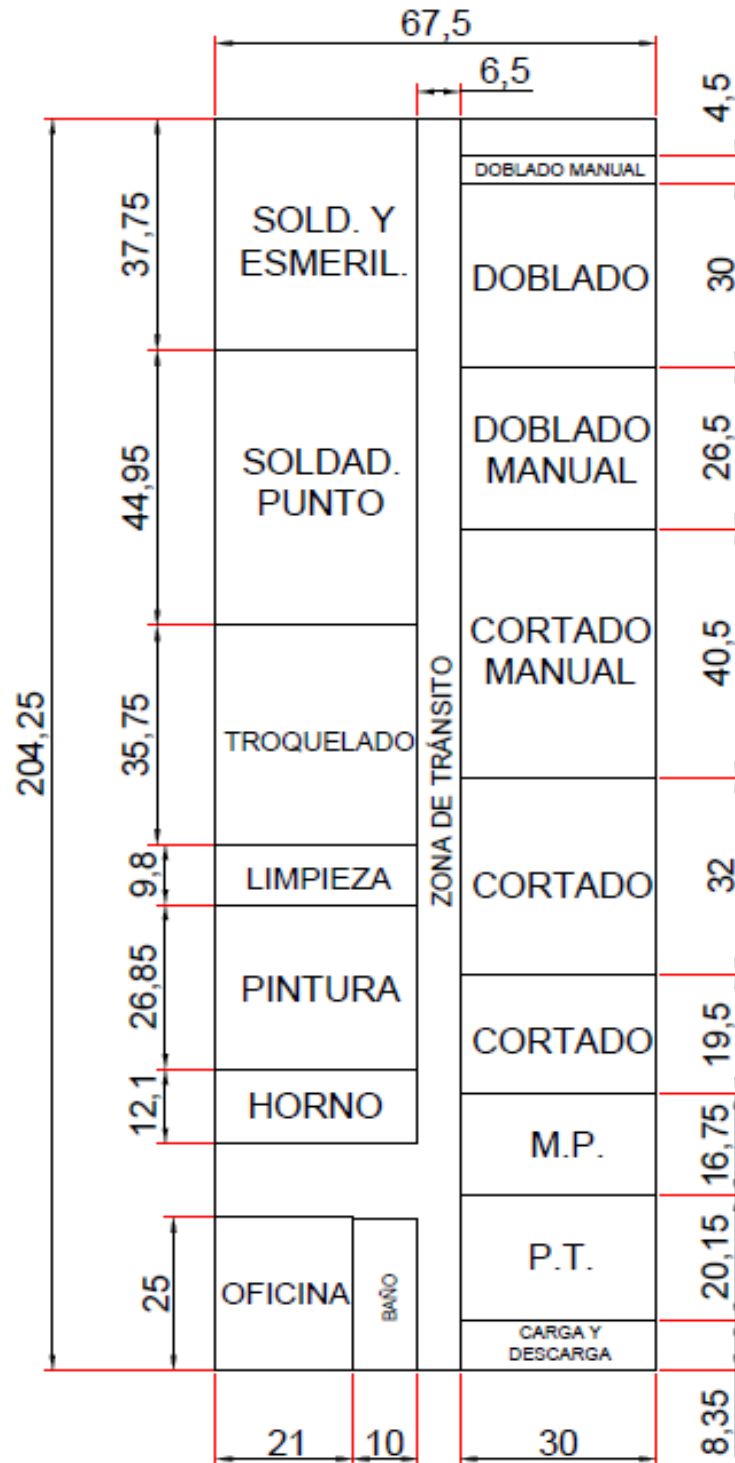 67,5
6,5
4,5
DOBLADO MANUAL
37,75
SOLD. Y
ESMERIL.
DOBLADO
30
44,95
SOLDAD.
PUNTO
DOBLADO
MANUAL
26,5
204,25
35,75
TROQUELADO
ZONA DE TRÁNSITO
CORTADO
MANUAL
40,5
9,8
LIMPIEZA
CORTADO
32
26,85
PINTURA
CORTADO
19,5
12,1
HORNO
M.P.
16,75
25
OFICINA
BAÑO
P.T.
20,15
CARGA Y
DESCARGA
8,35
21
10
30